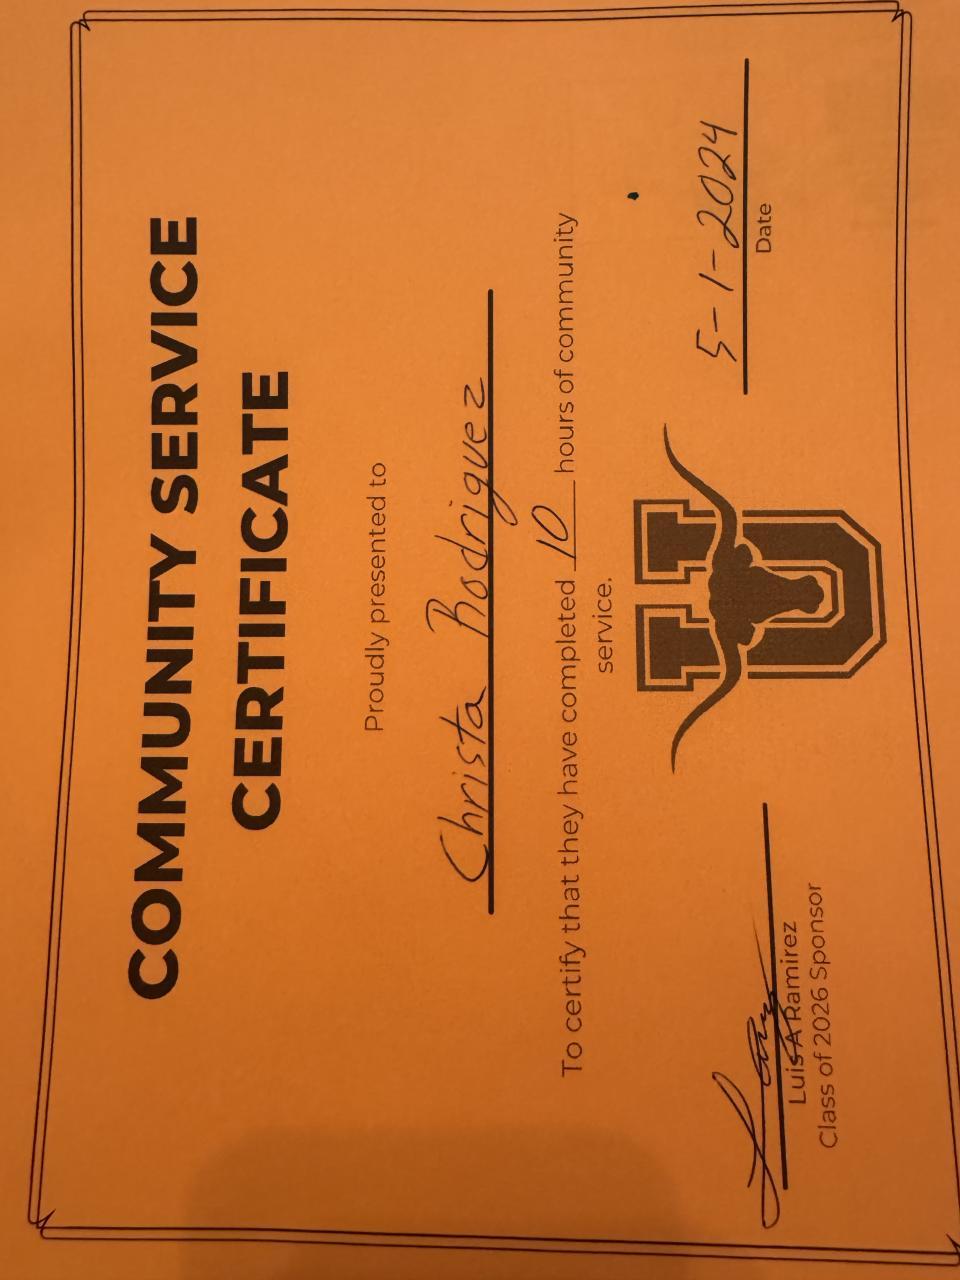 COMMUNITY SERVICE
CERTIFICATE
Proudly presented to
Christa Rodriguez
To certify that they have completed 10 hours of community
service.
5-1-2024
Date
UO
Luis A Ramirez
Class of 2026 Sponsor